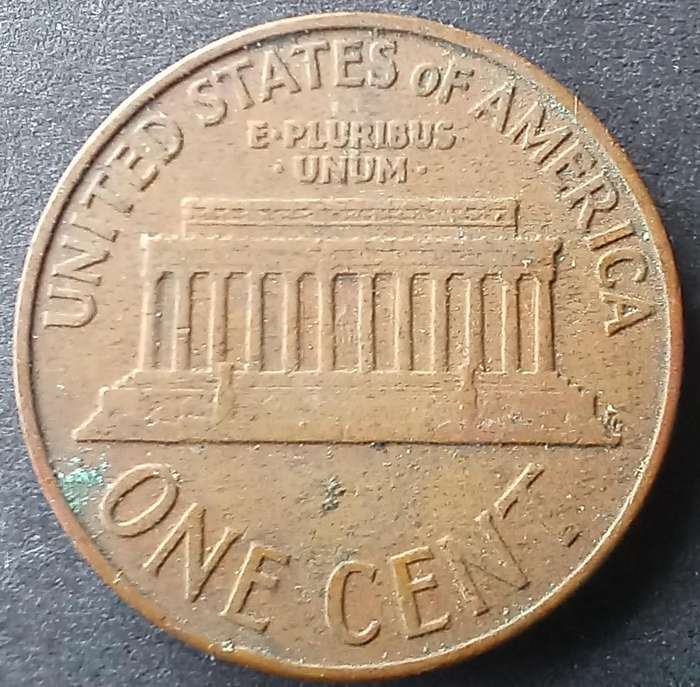 UNITED STATES OF AMERICA
E·PLURIBUS
·UNUM·
ONE CENT